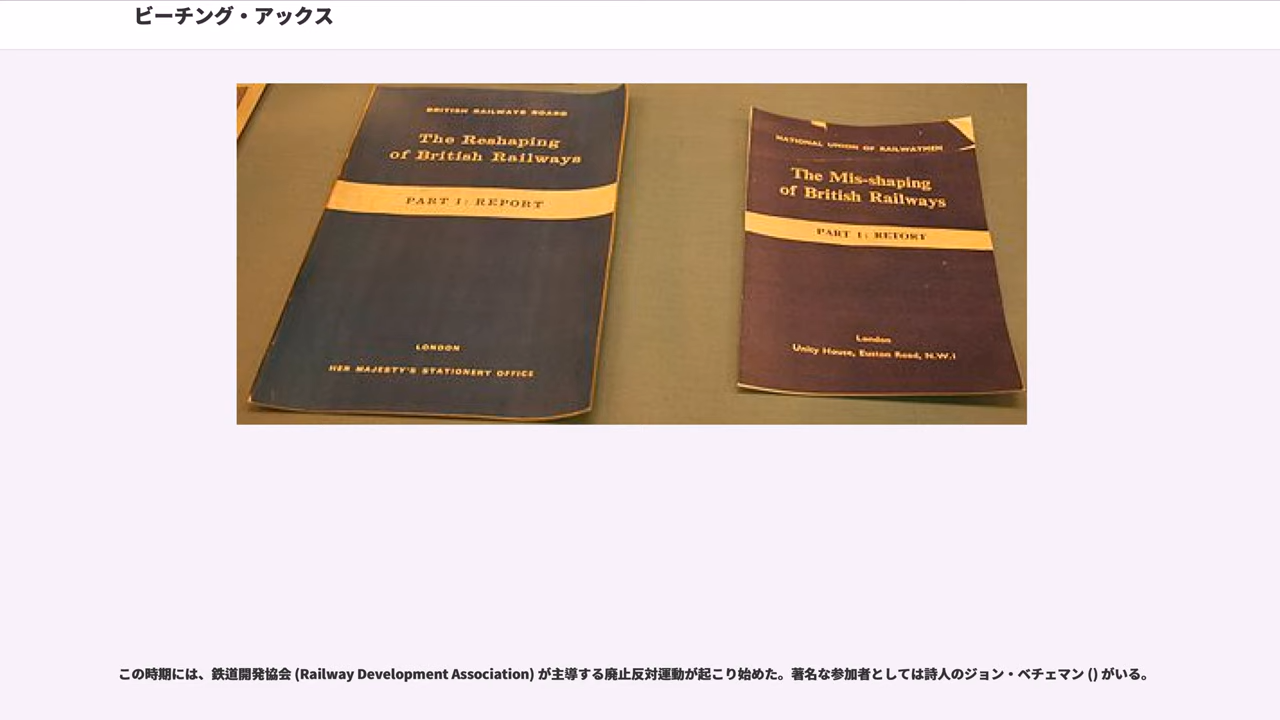 ビーチング・アックス
BRITISH RAILWAYS BOARD
The Reshaping
of British Railways
PART 1: REPORT
LONDON
HER MAJESTY'S STATIONERY OFFICE
NATIONAL UNION OF RAILWAYMEN
The Mis-shaping
of British Railways
PART 1: RETORT
London
Unity House, Euston Road, N.W.1
この時期には、鉄道開発協会 (Railway Development Association) が主導する廃止反対運動が起こり始めた。著名な参加者としては詩人のジョン・ベチェマン () がいる。